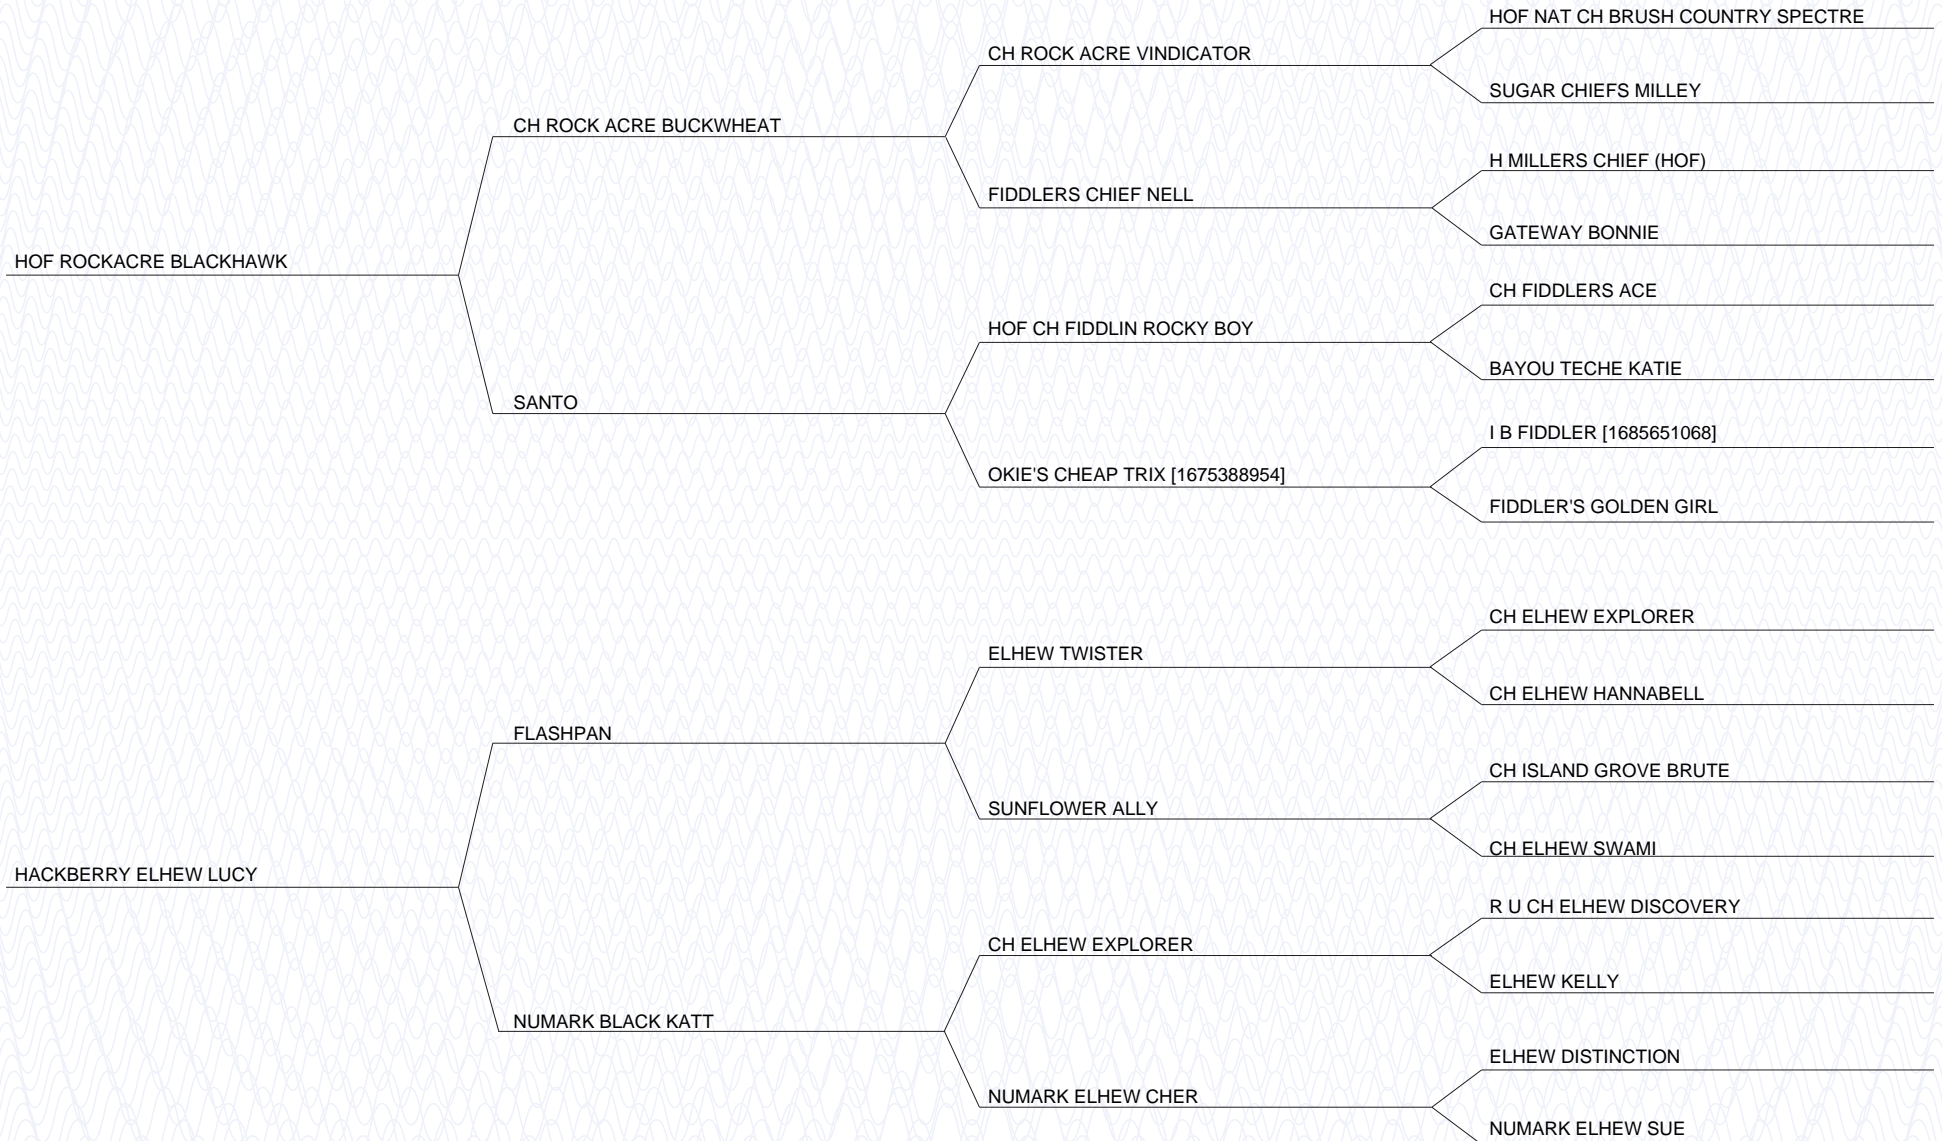 HOF NAT CH BRUSH COUNTRY SPECTRE
CH ROCK ACRE VINDICATOR
SUGAR CHIEFS MILLEY
CH ROCK ACRE BUCKWHEAT
H MILLERS CHIEF (HOF)
FIDDLERS CHIEF NELL
GATEWAY BONNIE
HOF ROCKACRE BLACKHAWK
CH FIDDLERS ACE
HOF CH FIDDLIN ROCKY BOY
BAYOU TECHE KATIE
SANTO
I B FIDDLER [1685651068]
OKIE'S CHEAP TRIX [1675388954]
FIDDLER'S GOLDEN GIRL
CH ELHEW EXPLORER
ELHEW TWISTER
CH ELHEW HANNABELL
FLASHPAN
CH ISLAND GROVE BRUTE
SUNFLOWER ALLY
CH ELHEW SWAMI
HACKBERRY ELHEW LUCY
R U CH ELHEW DISCOVERY
CH ELHEW EXPLORER
ELHEW KELLY
NUMARK BLACK KATT
ELHEW DISTINCTION
NUMARK ELHEW CHER
NUMARK ELHEW SUE